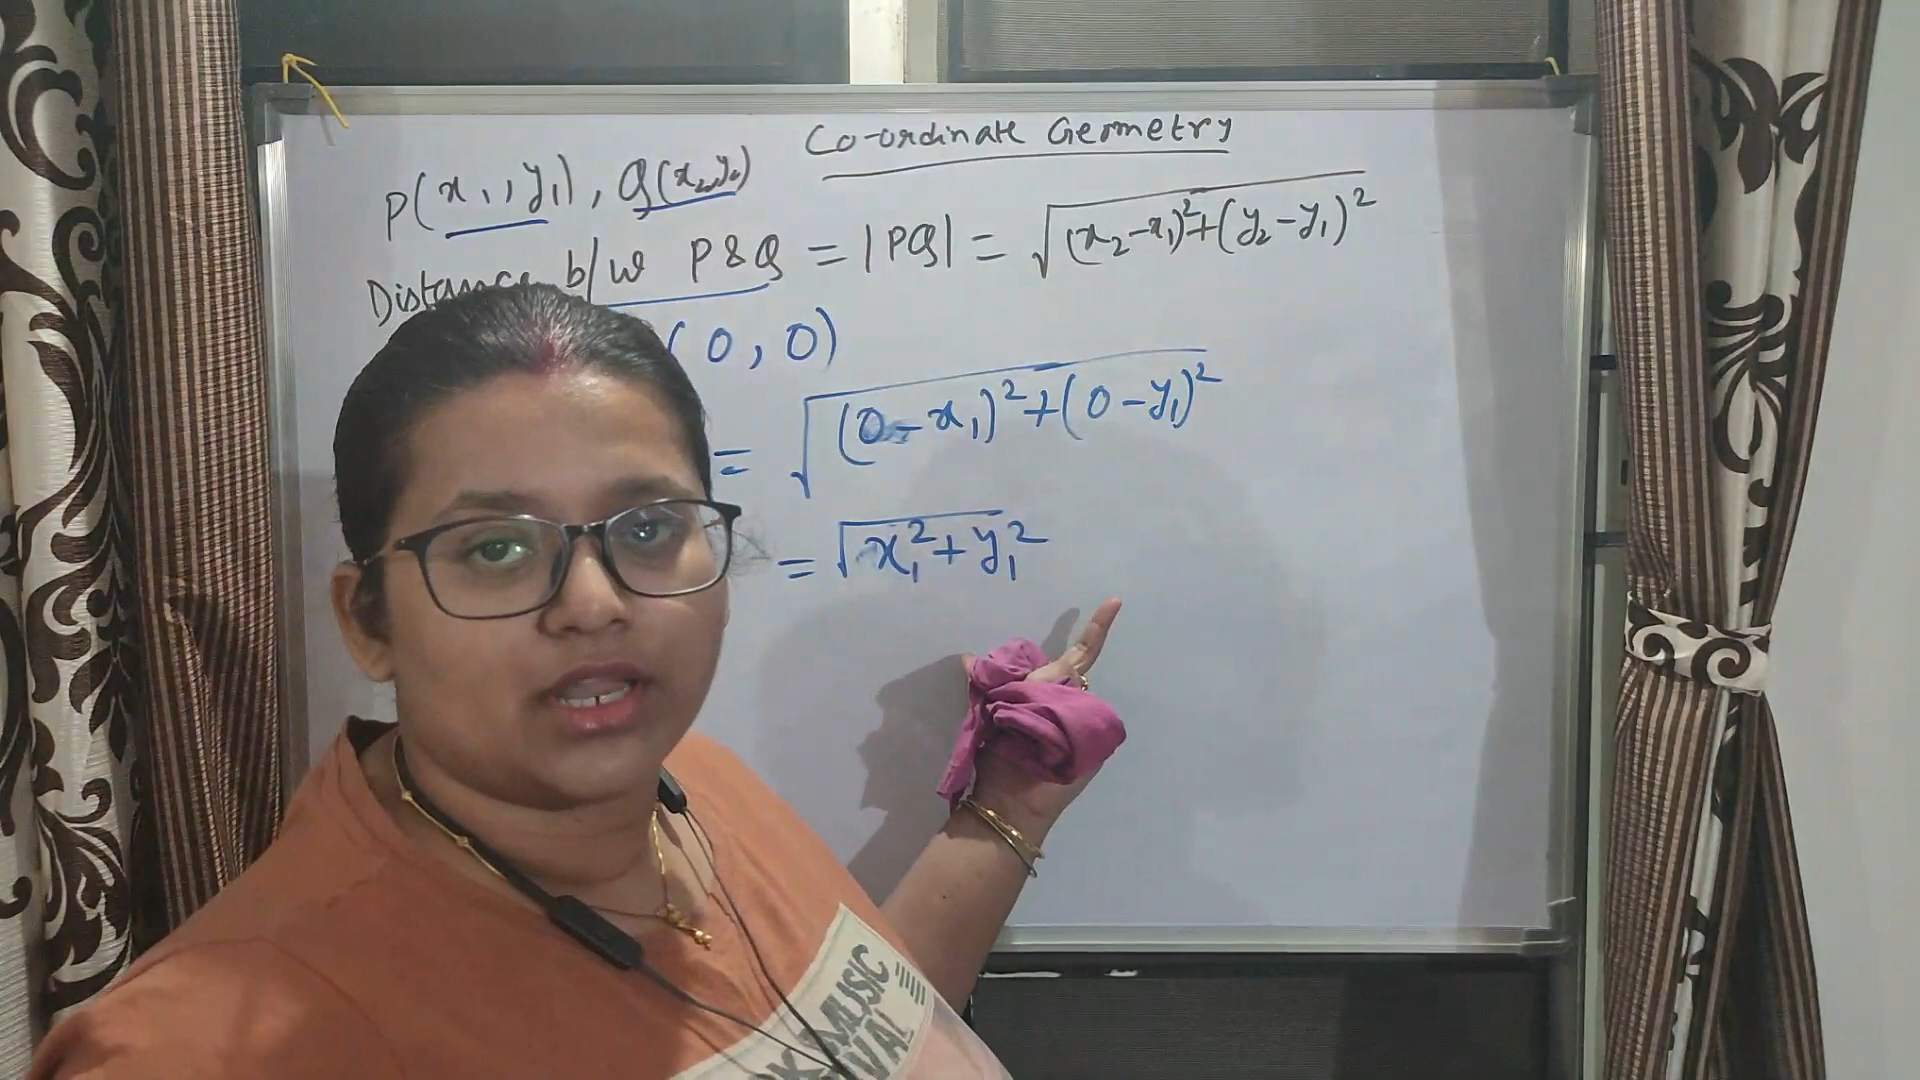 Co-ordinate Geometry
P(x₁, y₁), Q(x₂, y₂)
Distance b/w P & Q = |PQ| = √(x₂-x₁)²+(y₂-y₁)²
(0, 0)
= √(0-x₁)²+(0-y₁)²
= √x₁²+y₁²
MUSIC